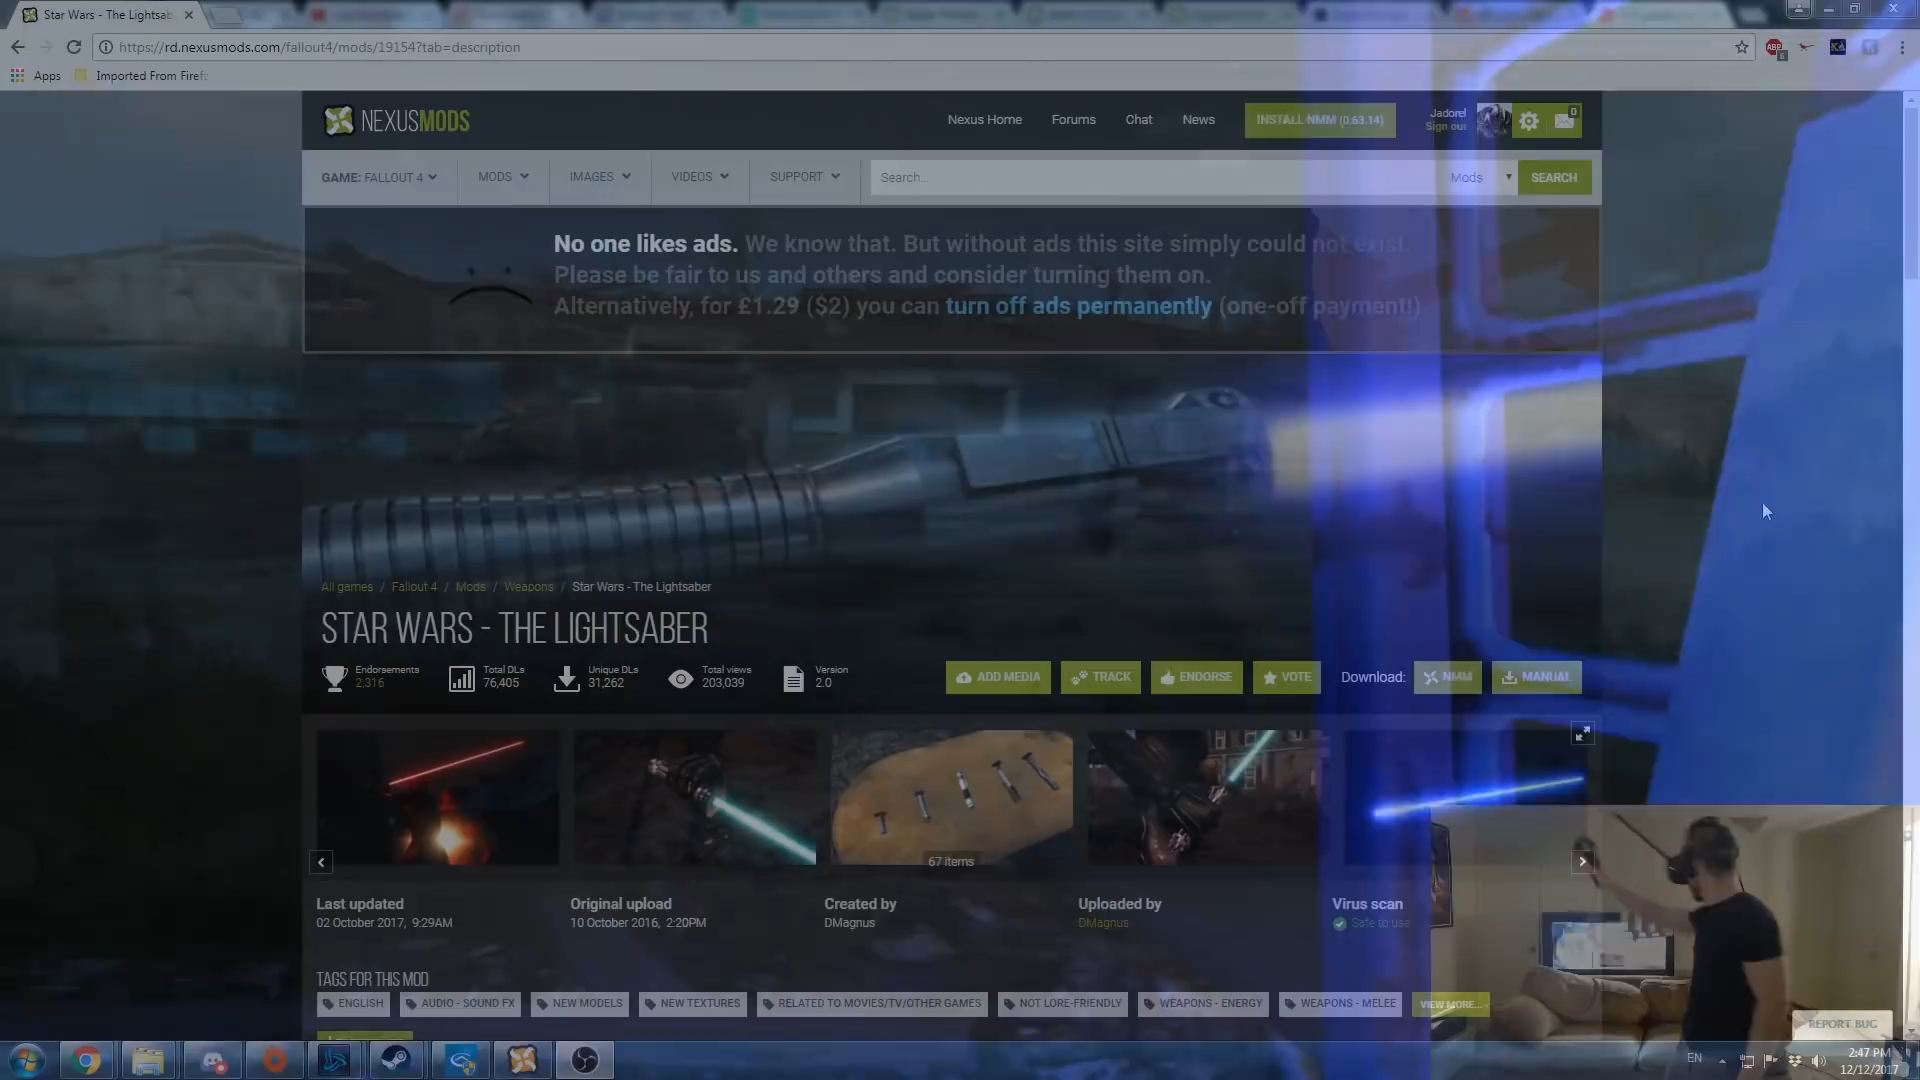 Star Wars - The Lightsab
https://rd.nexusmods.com/fallout4/mods/19154?tab=description
Apps
Imported From Firef
NEXUSMODS
Nexus Home
Forums
Chat
News
INSTALL NMM (0.63.14)
Jadorel
Sign out
0
GAME: FALLOUT 4
MODS
IMAGES
VIDEOS
SUPPORT
Search...
Mods
SEARCH
No one likes ads. We know that. But without ads this site simply could not exist.
Please be fair to us and others and consider turning them on.
Alternatively, for £1.29 ($2) you can turn off ads permanently (one-off payment!)
All games / Fallout 4 / Mods / Weapons / Star Wars - The Lightsaber
STAR WARS - THE LIGHTSABER
Endorsements
2,316
Total DLs
76,405
Unique DLs
31,262
Total views
203,039
Version
2.0
ADD MEDIA
TRACK
ENDORSE
VOTE
Download:
NMM
MANUAL
67 items
Last updated
02 October 2017, 9:29AM
Original upload
10 October 2016, 2:20PM
Created by
DMagnus
Uploaded by
DMagnus
Virus scan
Safe to use
TAGS FOR THIS MOD
ENGLISH
AUDIO - SOUND FX
NEW MODELS
NEW TEXTURES
RELATED TO MOVIES/TV/OTHER GAMES
NOT LORE-FRIENDLY
WEAPONS - ENERGY
WEAPONS - MELEE
VIEW MORE...
REPORT BUG
EN
2:47 PM
12/12/2017